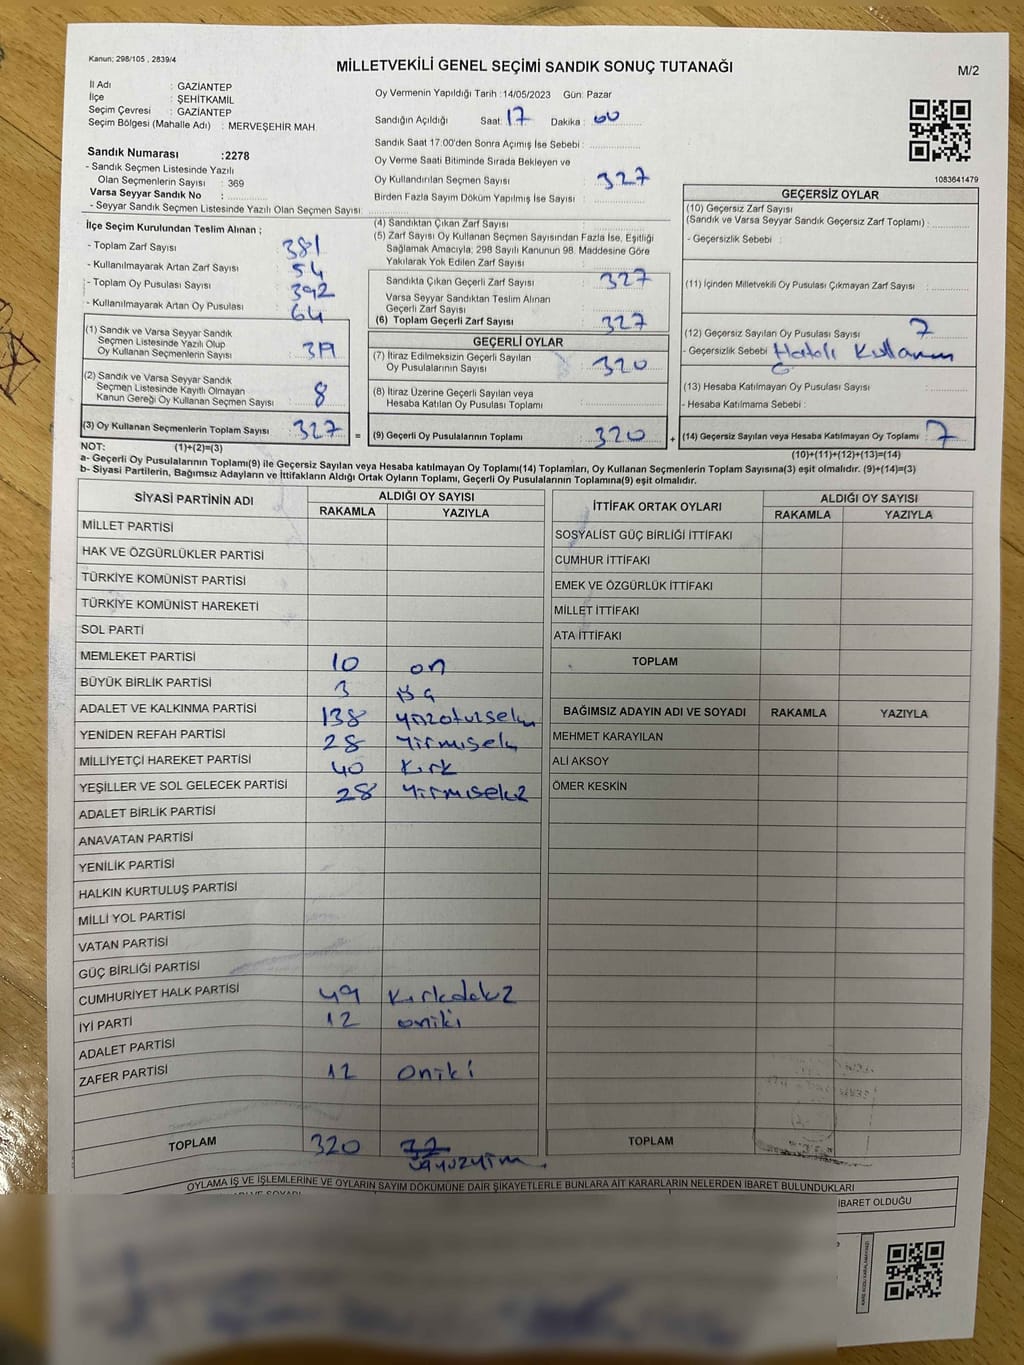 Kanun; 298/105 , 2839/4
MİLLETVEKİLİ GENEL SEÇİMİ SANDIK SONUÇ TUTANAĞI
M/2
İl Adı : GAZİANTEP
İlçe : ŞEHİTKAMİL
Seçim Çevresi : GAZİANTEP
Seçim Bölgesi (Mahalle Adı) : MERVEŞEHİR MAH
Sandık Numarası :2278
- Sandık Seçmen Listesinde Yazılı
Olan Seçmenlerin Sayısı : 369
Varsa Seyyar Sandık No :
- Seyyar Sandık Seçmen Listesinde Yazılı Olan Seçmen Sayısı:
Oy Vermenin Yapıldığı Tarih :14/05/2023 Gün: Pazar
Sandığın Açıldığı Saat: 17 Dakika : 00
Sandık Saat 17.00'den Sonra Açımış İse Sebebi :
Oy Verme Saati Bitiminde Sırada Bekleyen ve
Oy Kullandırılan Seçmen Sayısı : 327
Birden Fazla Sayım Döküm Yapılmış İse Sayısı :
1083641479
İlçe Seçim Kurulundan Teslim Alınan ;
- Toplam Zarf Sayısı : 381
- Kullanılmayarak Artan Zarf Sayısı : 54
- Toplam Oy Pusulası Sayısı : 392
- Kullanılmayarak Artan Oy Pusulası : 64
(1) Sandık ve Varsa Seyyar Sandık
Seçmen Listesinde Yazılı Olup
Oy Kullanan Seçmenlerin Sayısı : 319
(2) Sandık ve Varsa Seyyar Sandık
Seçmen Listesinde Kayıtlı Olmayan
Kanun Gereği Oy Kullanan Seçmen Sayısı : 8
(3) Oy Kullanan Seçmenlerin Toplam Sayısı : 327 =
(4) Sandıktan Çıkan Zarf Sayısı :
(5) Zarf Sayısı Oy Kullanan Seçmen Sayısından Fazla İse, Eşitliği
Sağlamak Amacıyla; 298 Sayılı Kanunun 98. Maddesine Göre
Yakılarak Yok Edilen Zarf Sayısı :
Sandıkta Çıkan Geçerli Zarf Sayısı : 327
Varsa Seyyar Sandıktan Teslim Alınan
Geçerli Zarf Sayısı :
(6) Toplam Geçerli Zarf Sayısı : 327
GEÇERLİ OYLAR
(7) İtiraz Edilmeksizin Geçerli Sayılan
Oy Pusulalarının Sayısı : 320
(8) İtiraz Üzerine Geçerli Sayılan veya
Hesaba Katılan Oy Pusulası Toplamı :
(9) Geçerli Oy Pusulalarının Toplamı : 320 +
GEÇERSİZ OYLAR
(10) Geçersiz Zarf Sayısı
(Sandık ve Varsa Seyyar Sandık Geçersiz Zarf Toplamı) :
- Geçersizlik Sebebi :
(11) İçinden Milletvekili Oy Pusulası Çıkmayan Zarf Sayısı :
(12) Geçersiz Sayılan Oy Pusulası Sayısı : 7
- Geçersizlik Sebebi : Hatalı Kullanım
(13) Hesaba Katılmayan Oy Pusulası Sayısı :
- Hesaba Katılmama Sebebi :
(14) Geçersiz Sayılan veya Hesaba Katılmayan Oy Toplamı : 7
NOT: (1)+(2)=(3)
(10)+(11)+(12)+(13)=(14)
a- Geçerli Oy Pusulalarının Toplamı(9) ile Geçersiz Sayılan veya Hesaba katılmayan Oy Toplamı(14) Toplamları, Oy Kullanan Seçmenlerin Toplam Sayısına(3) eşit olmalıdır. (9)+(14)=(3)
b- Siyasi Partilerin, Bağımsız Adayların ve İttifakların Aldığı Ortak Oyların Toplamı, Geçerli Oy Pusulalarının Toplamına(9) eşit olmalıdır.
SİYASİ PARTİNİN ADI ALDIĞI OY SAYISI
RAKAMLA YAZIYLA
MİLLET PARTİSİ
HAK VE ÖZGÜRLÜKLER PARTİSİ
TÜRKİYE KOMÜNİST PARTİSİ
TÜRKİYE KOMÜNİST HAREKETİ
SOL PARTİ
MEMLEKET PARTİSİ 10 on
BÜYÜK BİRLİK PARTİSİ 3
ADALET VE KALKINMA PARTİSİ 138
YENİDEN REFAH PARTİSİ 28
MİLLİYETÇİ HAREKET PARTİSİ 40 Kırk
YEŞİLLER VE SOL GELECEK PARTİSİ 28 Yirmisekz
ADALET BİRLİK PARTİSİ
ANAVATAN PARTİSİ
YENİLİK PARTİSİ
HALKIN KURTULUŞ PARTİSİ
MİLLİ YOL PARTİSİ
VATAN PARTİSİ
GÜÇ BİRLİĞİ PARTİSİ
CUMHURİYET HALK PARTİSİ 49
İYİ PARTİ 12 oniki
ADALET PARTİSİ
ZAFER PARTİSİ 12 oniki
TOPLAM 320
İTTİFAK ORTAK OYLARI ALDIĞI OY SAYISI
RAKAMLA YAZIYLA
SOSYALİST GÜÇ BİRLİĞİ İTTİFAKI
CUMHUR İTTİFAKI
EMEK VE ÖZGÜRLÜK İTTİFAKI
MİLLET İTTİFAKI
ATA İTTİFAKI
TOPLAM
BAĞIMSIZ ADAYIN ADI VE SOYADI RAKAMLA YAZIYLA
MEHMET KARAYILAN
ALİ AKSOY
ÖMER KESKİN
TOPLAM
OYLAMA İŞ VE İŞLEMLERİNE VE OYLARIN SAYIM DÖKÜMÜNE DAİR ŞİKAYETLERLE BUNLARA AİT KARARLARIN NELERDEN İBARET BULUNDUKLARI
İBARET OLDUĞU